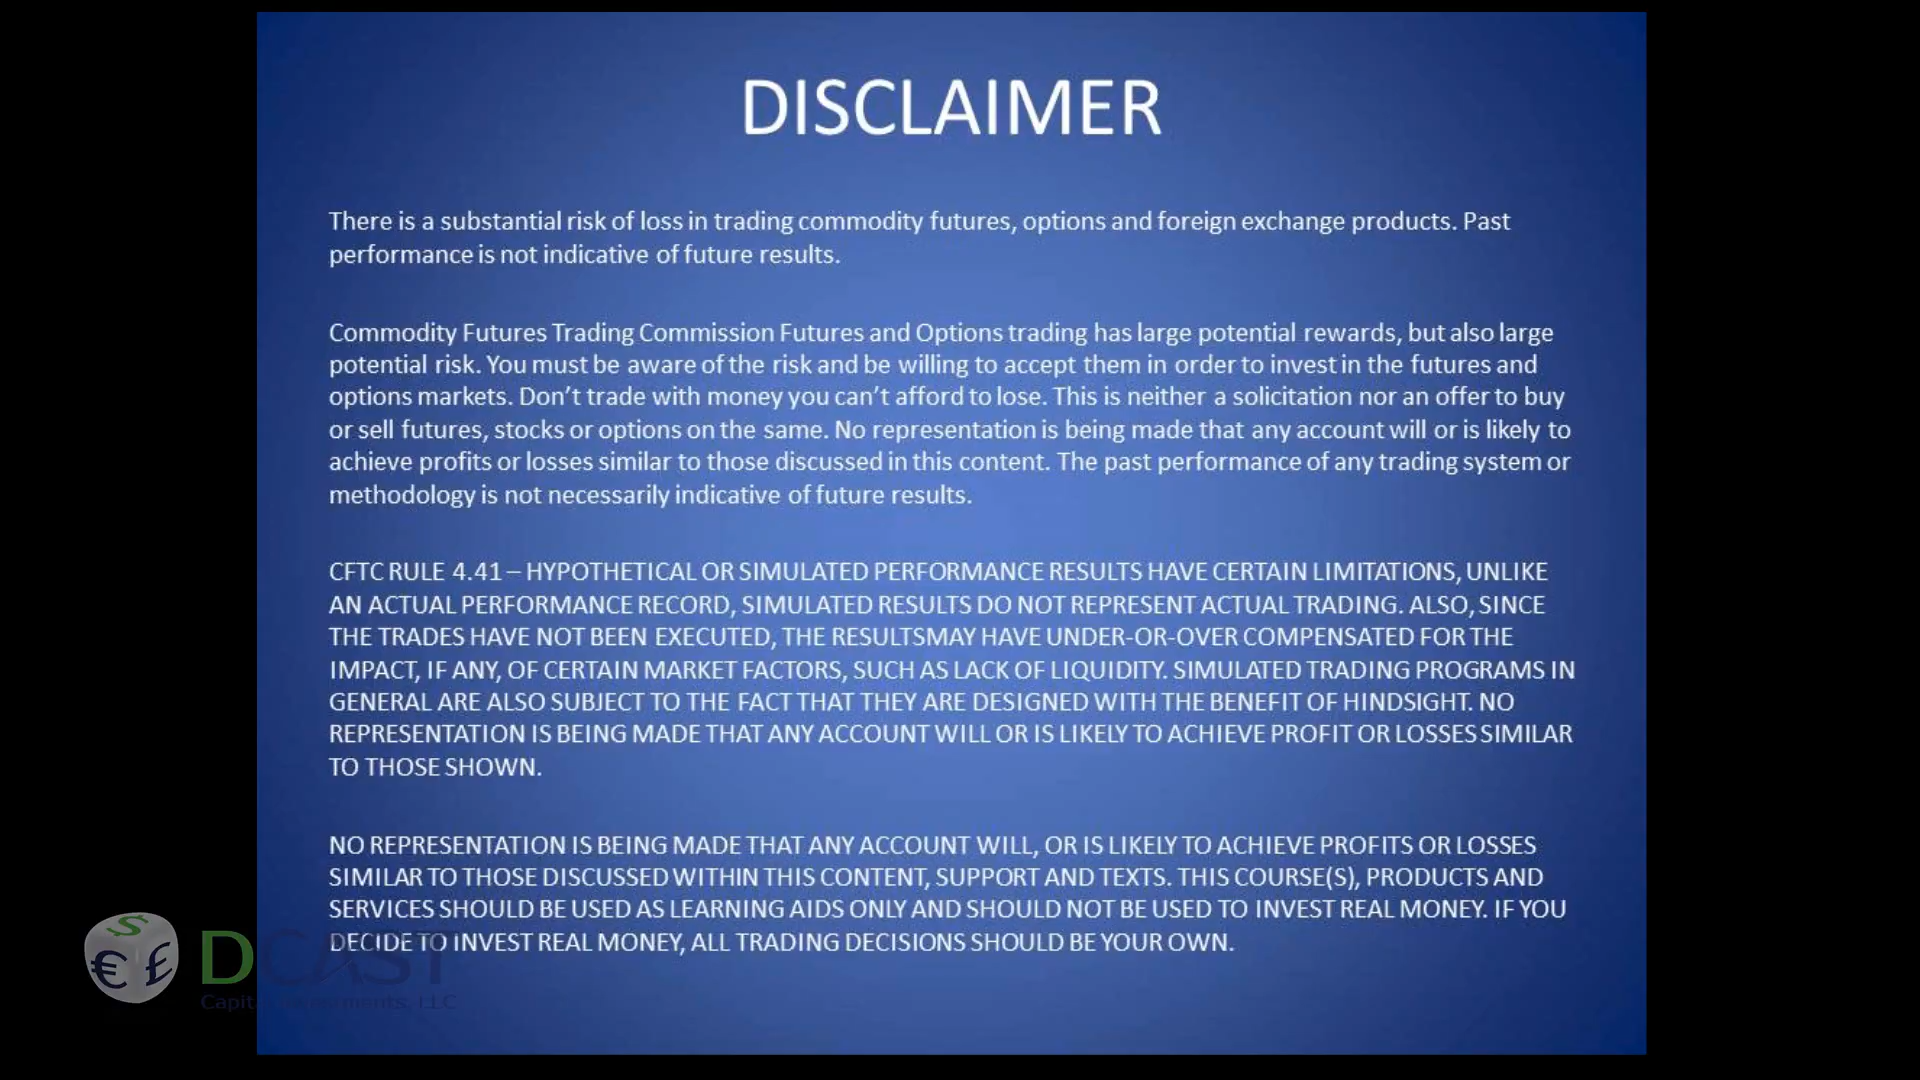 DISCLAIMER
There is a substantial risk of loss in trading commodity futures, options and foreign exchange products. Past
performance is not indicative of future results.
Commodity Futures Trading Commission Futures and Options trading has large potential rewards, but also large
potential risk. You must be aware of the risk and be willing to accept them in order to invest in the futures and
options markets. Don’t trade with money you can’t afford to lose. This is neither a solicitation nor an offer to buy
or sell futures, stocks or options on the same. No representation is being made that any account will or is likely to
achieve profits or losses similar to those discussed in this content. The past performance of any trading system or
methodology is not necessarily indicative of future results.
CFTC RULE 4.41 – HYPOTHETICAL OR SIMULATED PERFORMANCE RESULTS HAVE CERTAIN LIMITATIONS, UNLIKE
AN ACTUAL PERFORMANCE RECORD, SIMULATED RESULTS DO NOT REPRESENT ACTUAL TRADING. ALSO, SINCE
THE TRADES HAVE NOT BEEN EXECUTED, THE RESULTSMAY HAVE UNDER-OR-OVER COMPENSATED FOR THE
IMPACT, IF ANY, OF CERTAIN MARKET FACTORS, SUCH AS LACK OF LIQUIDITY. SIMULATED TRADING PROGRAMS IN
GENERAL ARE ALSO SUBJECT TO THE FACT THAT THEY ARE DESIGNED WITH THE BENEFIT OF HINDSIGHT. NO
REPRESENTATION IS BEING MADE THAT ANY ACCOUNT WILL OR IS LIKELY TO ACHIEVE PROFIT OR LOSSES SIMILAR
TO THOSE SHOWN.
NO REPRESENTATION IS BEING MADE THAT ANY ACCOUNT WILL, OR IS LIKELY TO ACHIEVE PROFITS OR LOSSES
SIMILAR TO THOSE DISCUSSED WITHIN THIS CONTENT, SUPPORT AND TEXTS. THIS COURSE(S), PRODUCTS AND
SERVICES SHOULD BE USED AS LEARNING AIDS ONLY AND SHOULD NOT BE USED TO INVEST REAL MONEY. IF YOU
DECIDE TO INVEST REAL MONEY, ALL TRADING DECISIONS SHOULD BE YOUR OWN.
$ € £
DCAST
Capital Investments, LLC